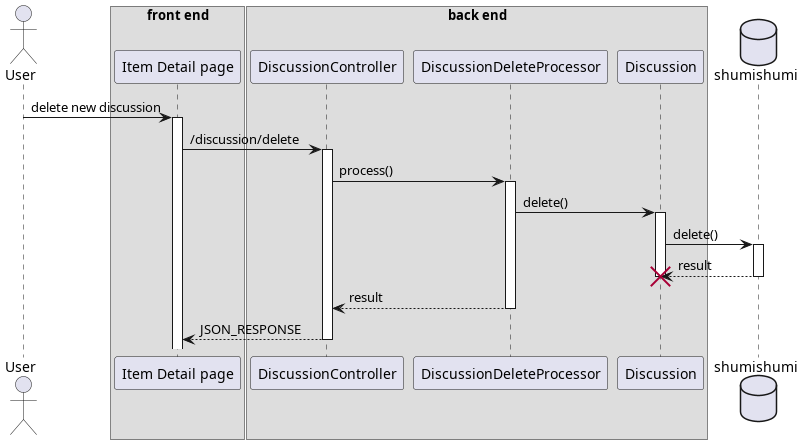 front end
back end
User
Item Detail page
DiscussionController
DiscussionDeleteProcessor
Discussion
shumishumi
delete new discussion
/discussion/delete
process()
delete()
delete()
result
result
JSON_RESPONSE
User
Item Detail page
DiscussionController
DiscussionDeleteProcessor
Discussion
shumishumi